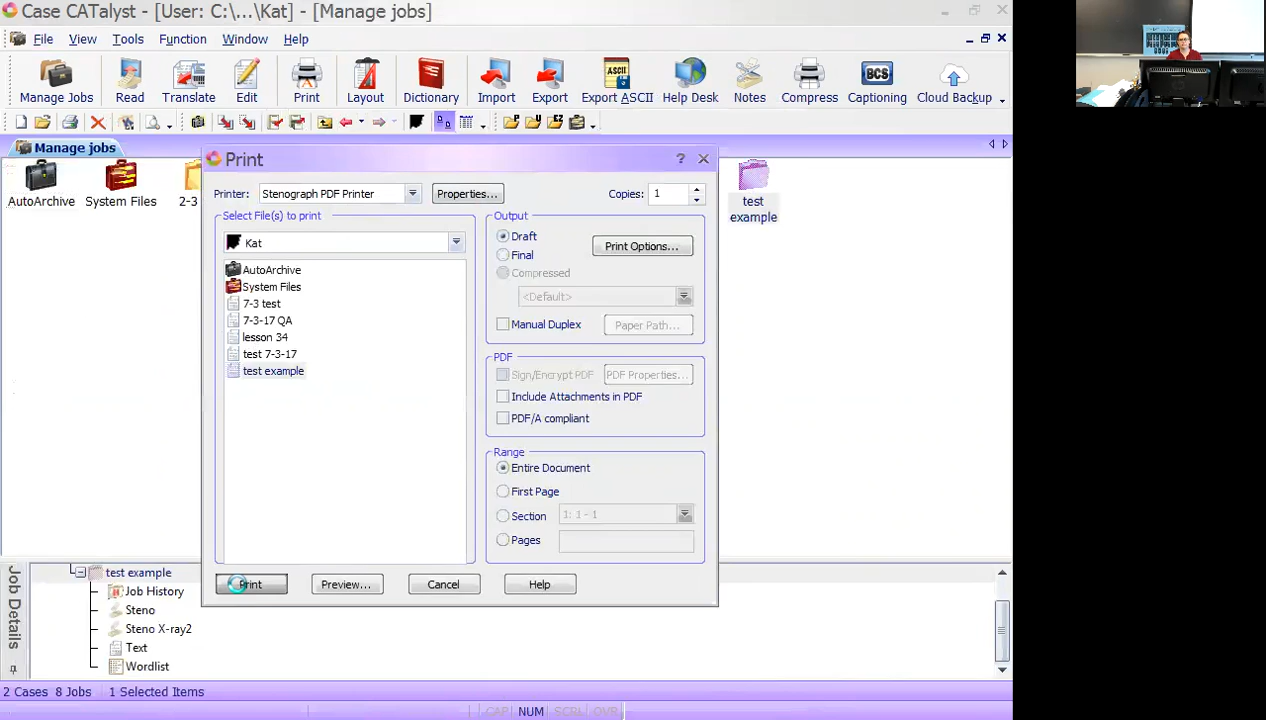 Case CATalyst - [User: C:\...\Kat] - [Manage jobs]
File View Tools Function Window Help
Manage Jobs Read Translate Edit Print Layout Dictionary Import Export Export ASCII Help Desk Notes Compress Captioning Cloud Backup
Manage jobs
AutoArchive
System Files
2-3
test
example
Print
Printer: Stenograph PDF Printer Properties... Copies: 1
Select File(s) to print
Kat
AutoArchive
System Files
7-3 test
7-3-17 QA
lesson 34
test 7-3-17
test example
Output
Draft
Print Options...
Final
Compressed
<Default>
Manual Duplex Paper Path...
PDF
Sign/Encrypt PDF PDF Properties...
Include Attachments in PDF
PDF/A compliant
Range
Entire Document
First Page
Section 1: 1 - 1
Pages
Print Preview... Cancel Help
Job Details
test example
Job History
Steno
Steno X-ray2
Text
Wordlist
2 Cases 8 Jobs 1 Selected Items
CAP NUM SCRL OVR
BCS
ASCII